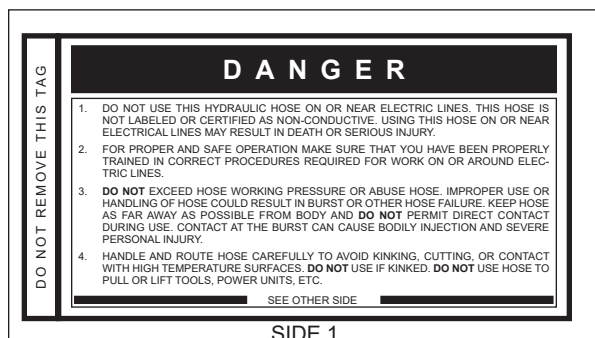 DO NOT REMOVE THIS TAG
DANGER
1. DO NOT USE THIS HYDRAULIC HOSE ON OR NEAR ELECTRIC LINES. THIS HOSE IS
NOT LABELED OR CERTIFIED AS NON-CONDUCTIVE. USING THIS HOSE ON OR NEAR
ELECTRICAL LINES MAY RESULT IN DEATH OR SERIOUS INJURY.
2. FOR PROPER AND SAFE OPERATION MAKE SURE THAT YOU HAVE BEEN PROPERLY
TRAINED IN CORRECT PROCEDURES REQUIRED FOR WORK ON OR AROUND ELEC-
TRIC LINES.
3. DO NOT EXCEED HOSE WORKING PRESSURE OR ABUSE HOSE. IMPROPER USE OR
HANDLING OF HOSE COULD RESULT IN BURST OR OTHER HOSE FAILURE. KEEP HOSE
AS FAR AWAY AS POSSIBLE FROM BODY AND DO NOT PERMIT DIRECT CONTACT
DURING USE. CONTACT AT THE BURST CAN CAUSE BODILY INJECTION AND SEVERE
PERSONAL INJURY.
4. HANDLE AND ROUTE HOSE CAREFULLY TO AVOID KINKING, CUTTING, OR CONTACT
WITH HIGH TEMPERATURE SURFACES. DO NOT USE IF KINKED. DO NOT USE HOSE TO
PULL OR LIFT TOOLS, POWER UNITS, ETC.
SEE OTHER SIDE
SIDE 1